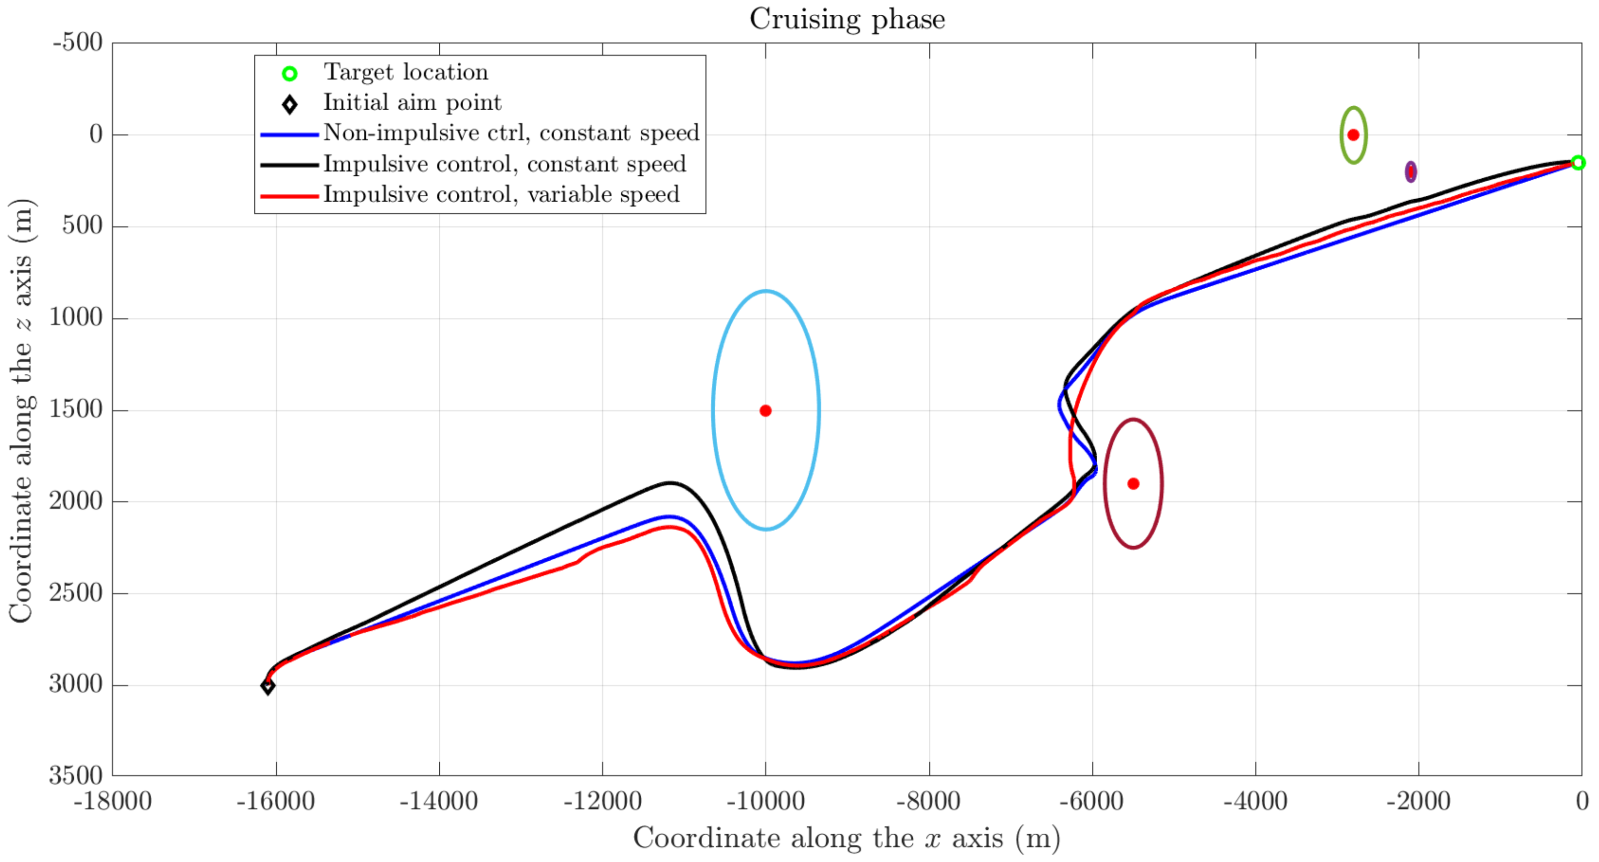 Cruising phase
-500
0
500
1000
1500
2000
2500
3000
3500
Coordinate along the z axis (m)
Target location
Initial aim point
Non-impulsive ctrl, constant speed
Impulsive control, constant speed
Impulsive control, variable speed
-18000 -16000 -14000 -12000 -10000 -8000 -6000 -4000 -2000 0
Coordinate along the x axis (m)